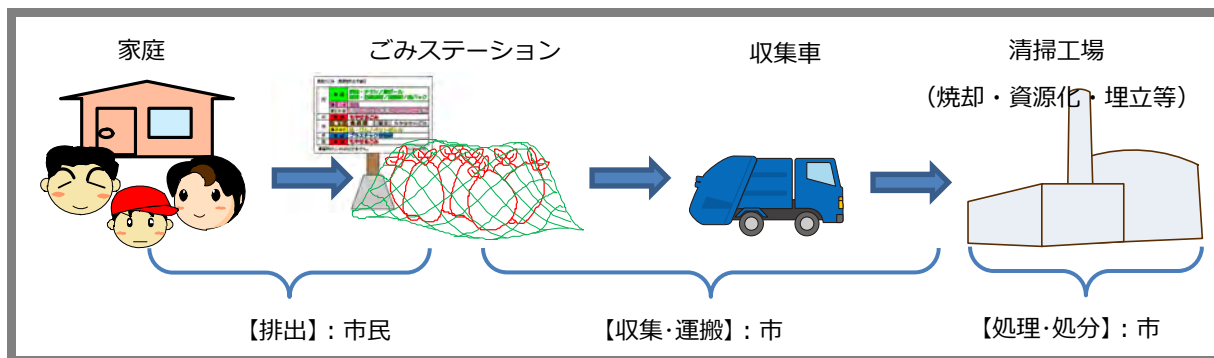 家庭
ごみステーション
収集車
清掃工場
（焼却・資源化・埋立等）
【排出】：市民
【収集・運搬】：市
【処理・処分】：市